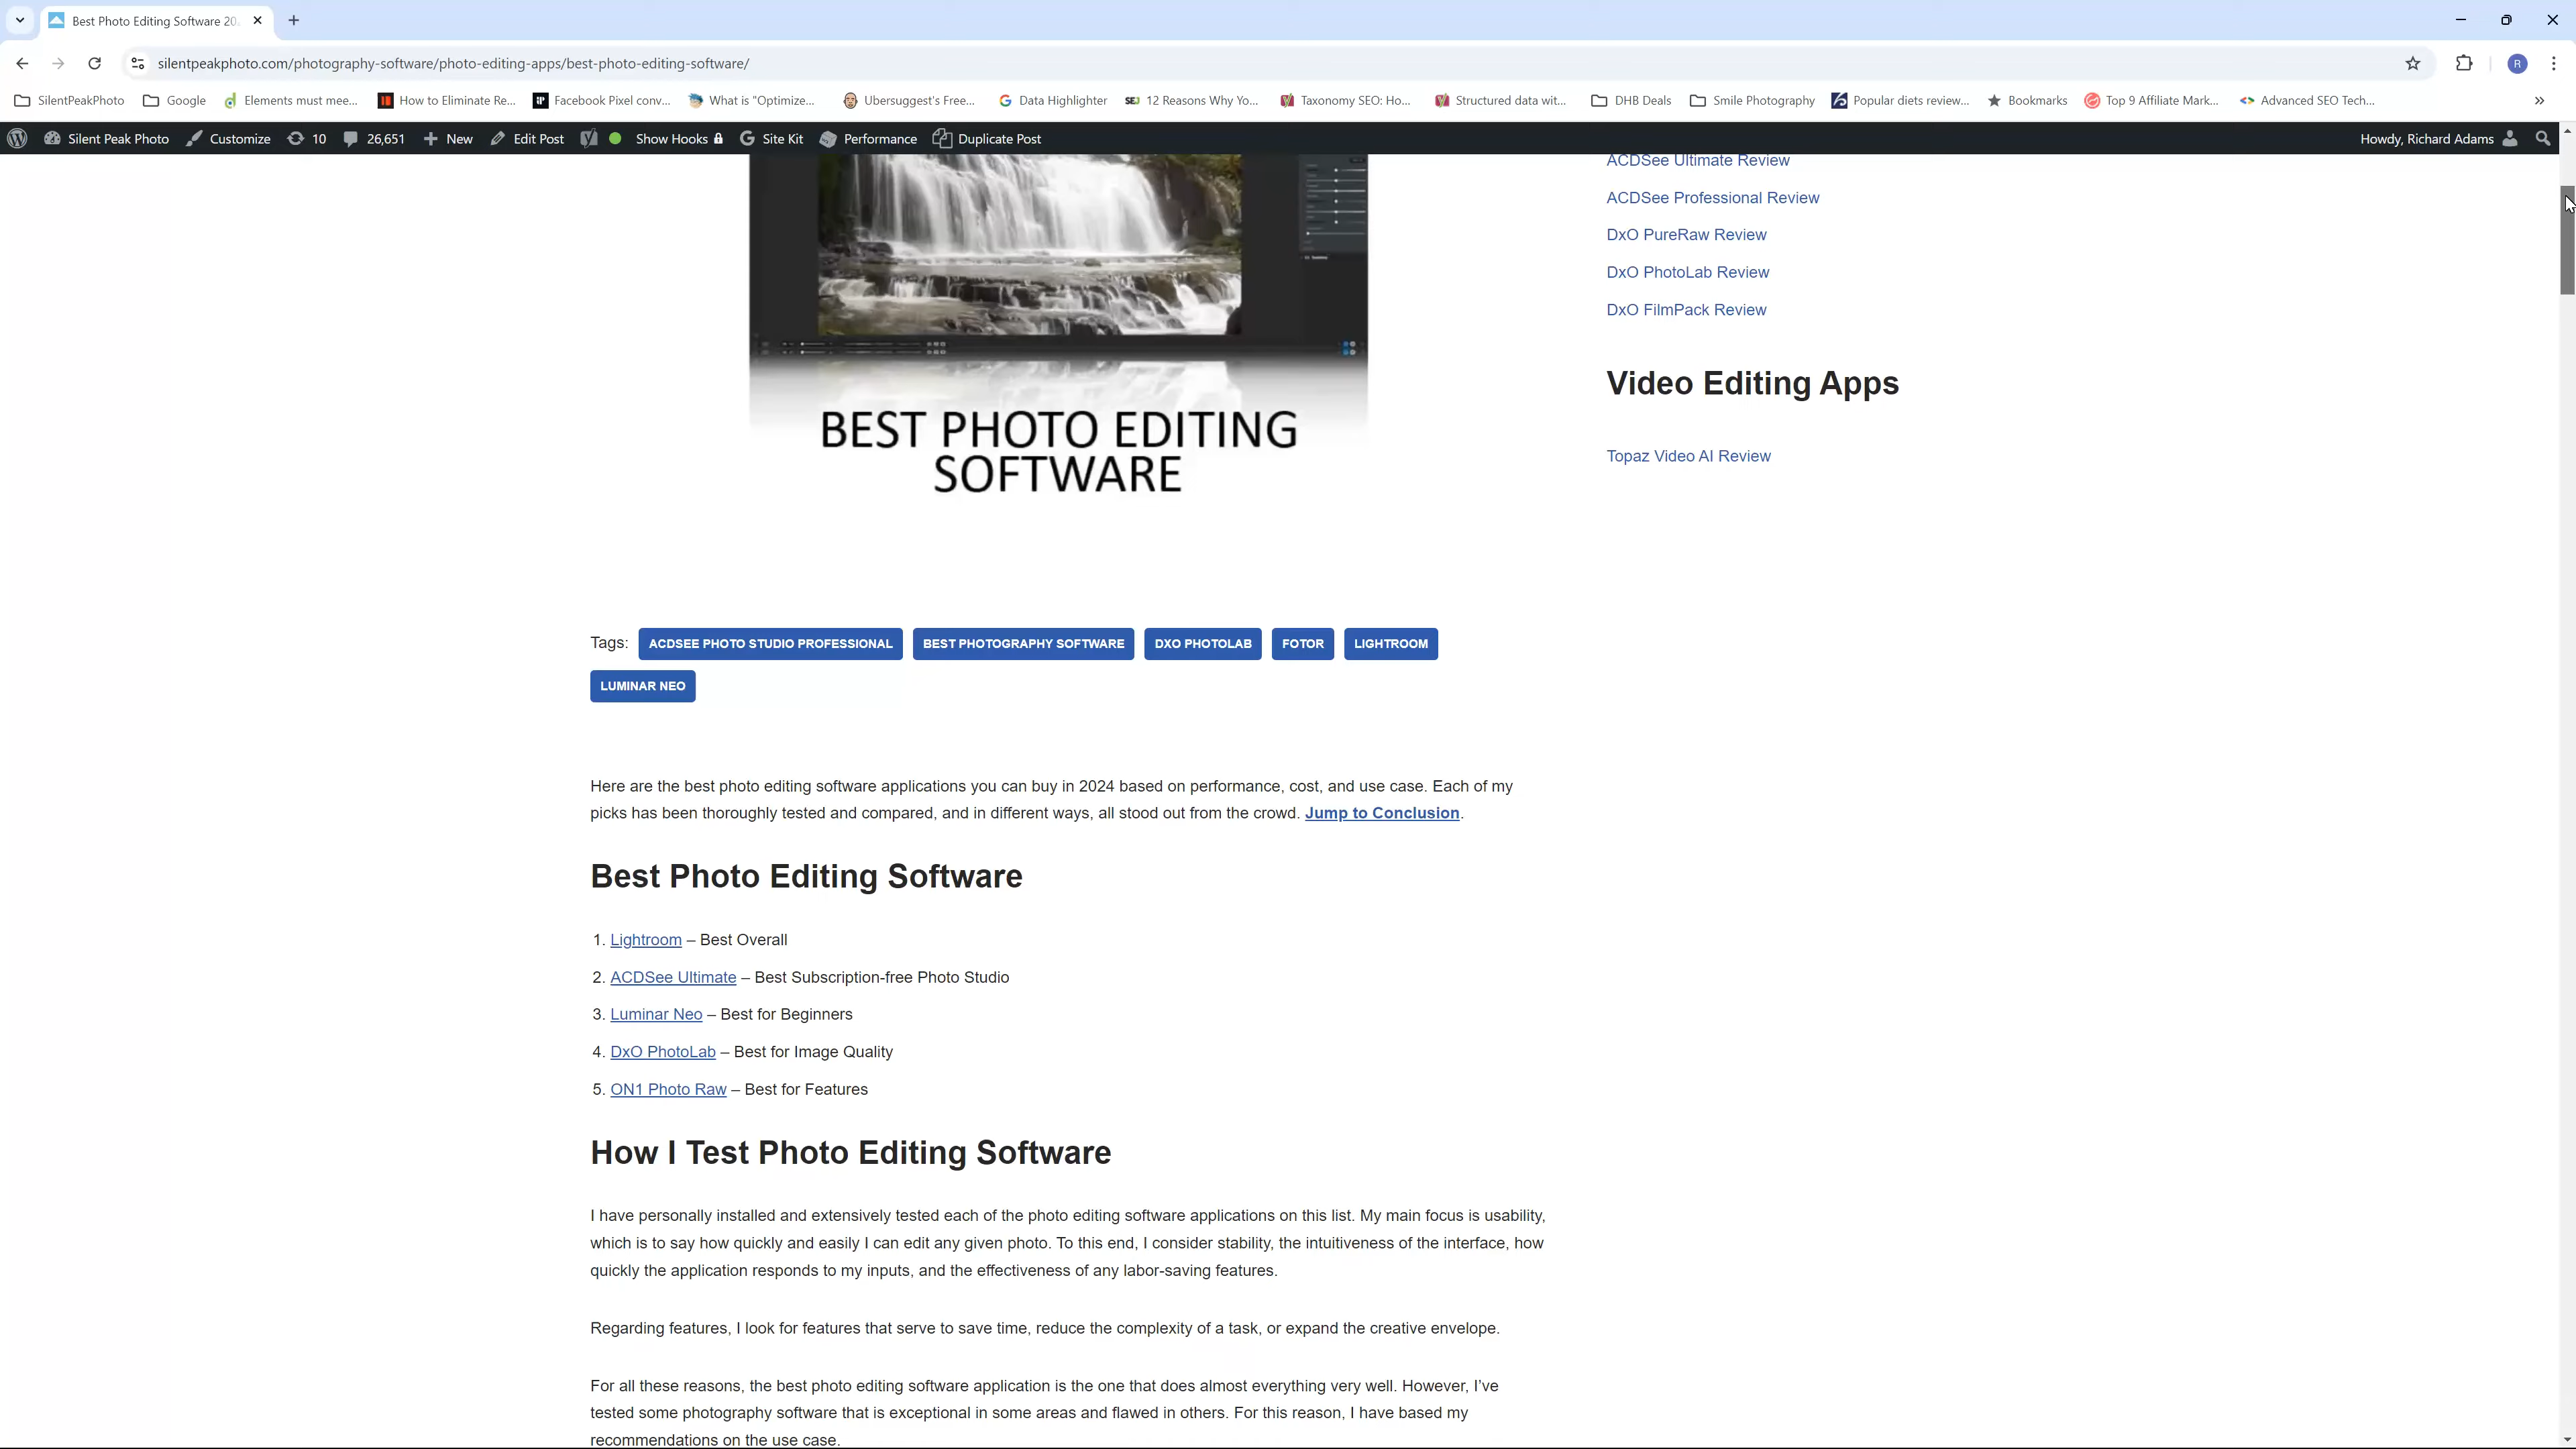 Best Photo Editing Software 20
silentpeakphoto.com/photography-software/photo-editing-apps/best-photo-editing-software/
R
SilentPeakPhoto
Google
Elements must mee...
How to Eliminate Re...
Facebook Pixel conv...
What is "Optimize...
Ubersuggest's Free...
Data Highlighter
SEJ 12 Reasons Why Yo...
Taxonomy SEO: Ho...
Structured data wit...
DHB Deals
Smile Photography
Popular diets review...
Bookmarks
Top 9 Affiliate Mark...
Advanced SEO Tech...
Silent Peak Photo
Customize
10
26,651
New
Edit Post
Show Hooks
Site Kit
Performance
Duplicate Post
Howdy, Richard Adams
BEST PHOTO EDITING
SOFTWARE
ACDSee Ultimate Review
ACDSee Professional Review
DxO PureRaw Review
DxO PhotoLab Review
DxO FilmPack Review
Video Editing Apps
Topaz Video AI Review
Tags: ACDSEE PHOTO STUDIO PROFESSIONAL BEST PHOTOGRAPHY SOFTWARE DXO PHOTOLAB FOTOR LIGHTROOM
LUMINAR NEO
Here are the best photo editing software applications you can buy in 2024 based on performance, cost, and use case. Each of my
picks has been thoroughly tested and compared, and in different ways, all stood out from the crowd. Jump to Conclusion.
Best Photo Editing Software
1. Lightroom – Best Overall
2. ACDSee Ultimate – Best Subscription-free Photo Studio
3. Luminar Neo – Best for Beginners
4. DxO PhotoLab – Best for Image Quality
5. ON1 Photo Raw – Best for Features
How I Test Photo Editing Software
I have personally installed and extensively tested each of the photo editing software applications on this list. My main focus is usability,
which is to say how quickly and easily I can edit any given photo. To this end, I consider stability, the intuitiveness of the interface, how
quickly the application responds to my inputs, and the effectiveness of any labor-saving features.
Regarding features, I look for features that serve to save time, reduce the complexity of a task, or expand the creative envelope.
For all these reasons, the best photo editing software application is the one that does almost everything very well. However, I've
tested some photography software that is exceptional in some areas and flawed in others. For this reason, I have based my
recommendations on the use case.